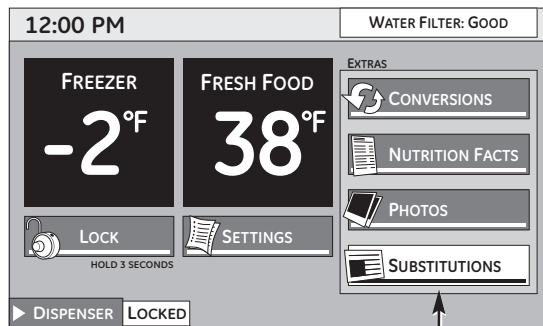 12:00 PM
WATER FILTER: GOOD
FREEZER
-2°F
FRESH FOOD
38°F
EXTRAS
CONVERSIONS
NUTRITION FACTS
PHOTOS
SUBSTITUTIONS
LOCK
HOLD 3 SECONDS
SETTINGS
DISPENSER LOCKED